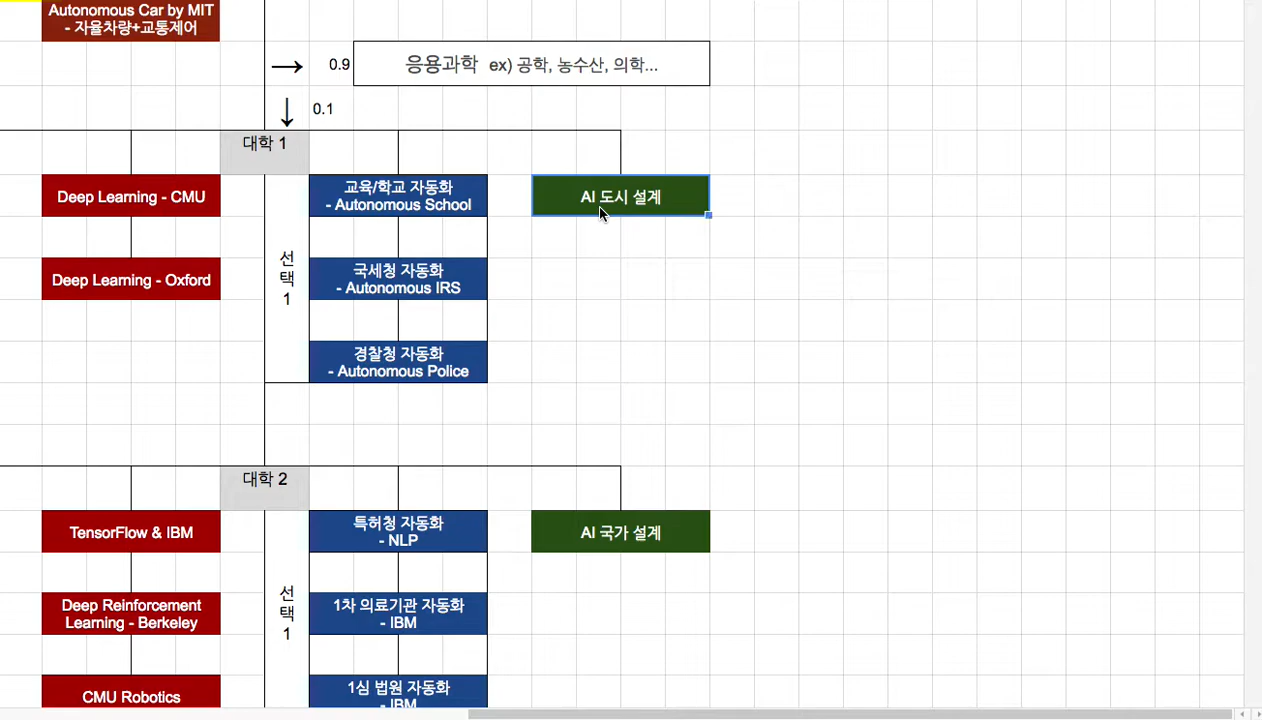 Autonomous Car by MIT
- 자율차량+교통제어
0.9
응용과학 ex) 공학, 농수산, 의학...
0.1
대학 1
Deep Learning - CMU
교육/학교 자동화
- Autonomous School
AI 도시 설계
선
택
1
Deep Learning - Oxford
국세청 자동화
- Autonomous IRS
경찰청 자동화
- Autonomous Police
대학 2
TensorFlow & IBM
특허청 자동화
- NLP
AI 국가 설계
선
택
1
Deep Reinforcement
Learning - Berkeley
1차 의료기관 자동화
- IBM
CMU Robotics
1심 법원 자동화
- IBM